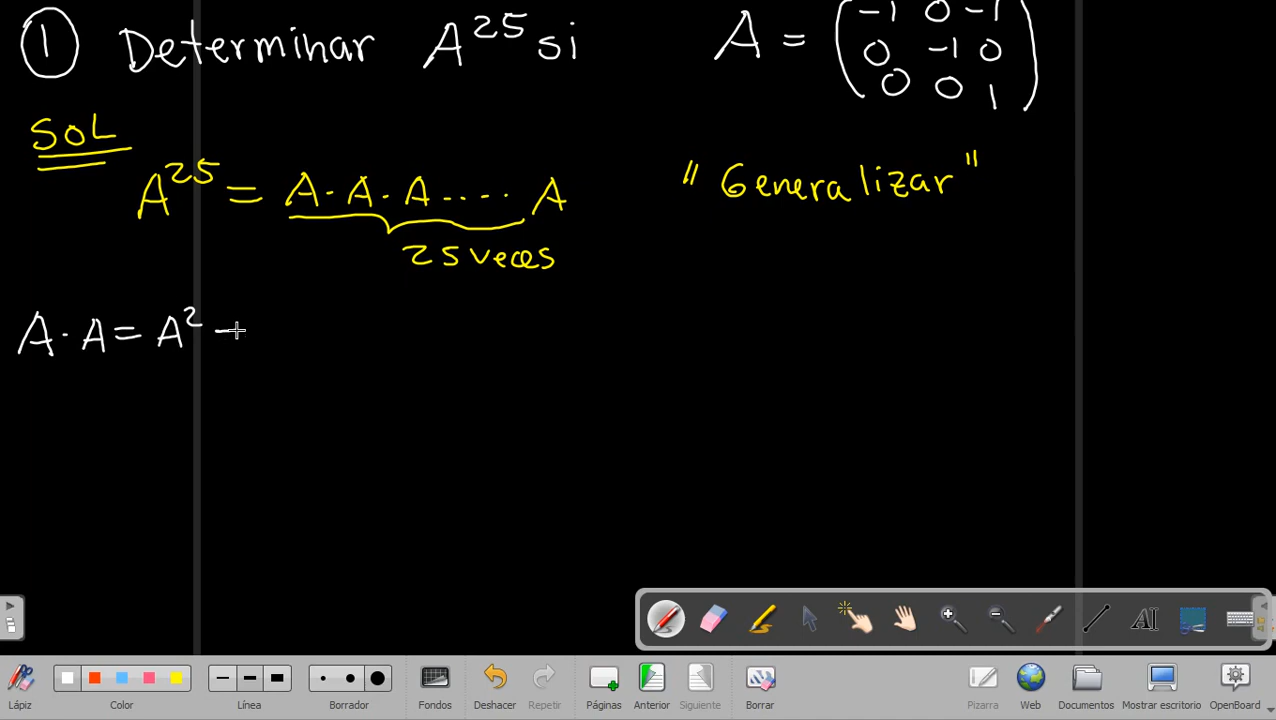 ① Determinar A²⁵ si A = (-1 0 -1
0 -1 0
0 0 1)
SOL
A²⁵ = A·A·A····A "Generalizar"
25 veces
A·A = A² -
Lápiz Color Línea Borrador Fondos Deshacer Repetir Páginas Anterior Siguiente Borrar Pizarra Web Documentos Mostrar escritorio OpenBoard